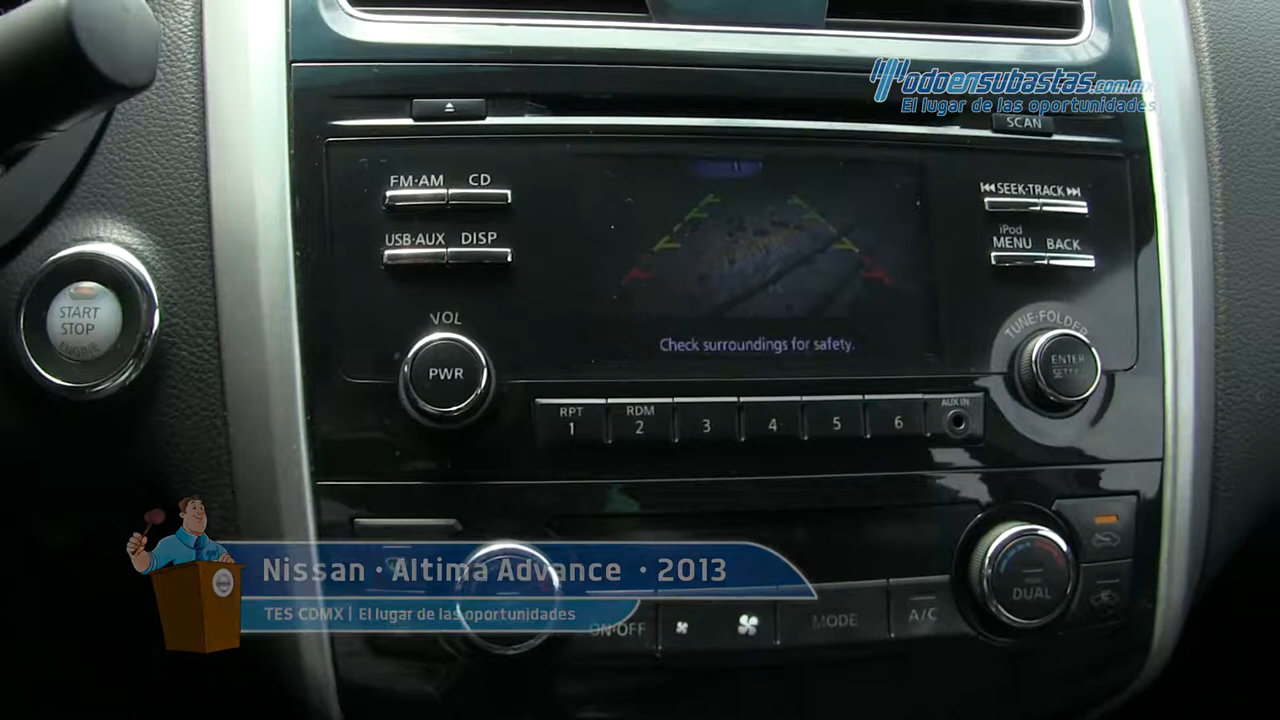 Todoensubastas.com.mx
El lugar de las oportunidades
SCAN
FM·AM CD
SEEK·TRACK
USB·AUX DISP
iPod
MENU BACK
START
STOP
ENGINE
VOL
PWR
TUNE·FOLDER
ENTER
Check surroundings for safety.
RPT
1
RDM
2
3
4
5
6
AUX IN
Nissan · Altima Advance · 2013
TES CDMX | El lugar de las oportunidades
ON·OFF
MODE
A/C
DUAL